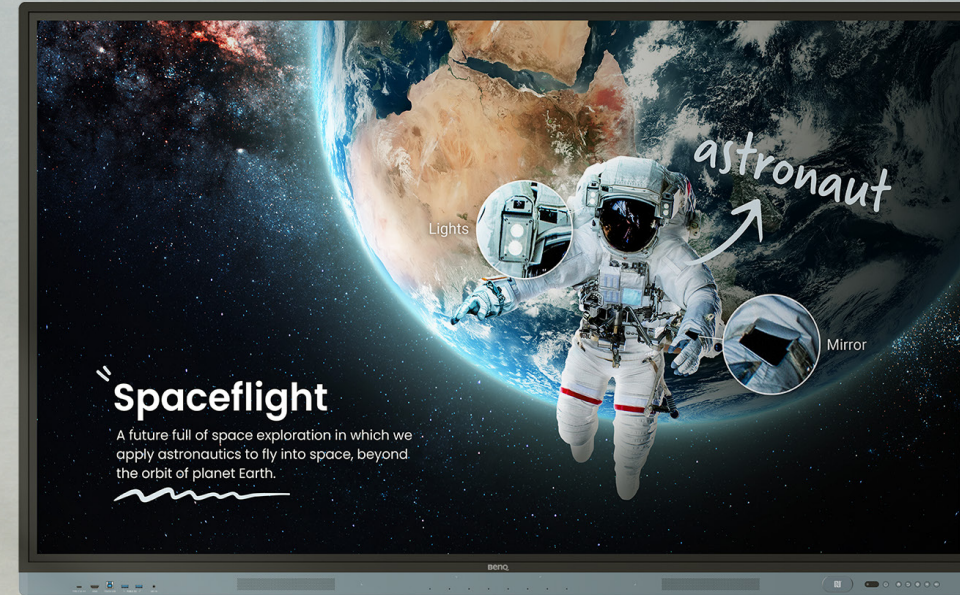 astronaut
Lights
Mirror
Spaceflight
A future full of space exploration in which we
apply astronautics to fly into space, beyond
the orbit of planet Earth.
BenQ